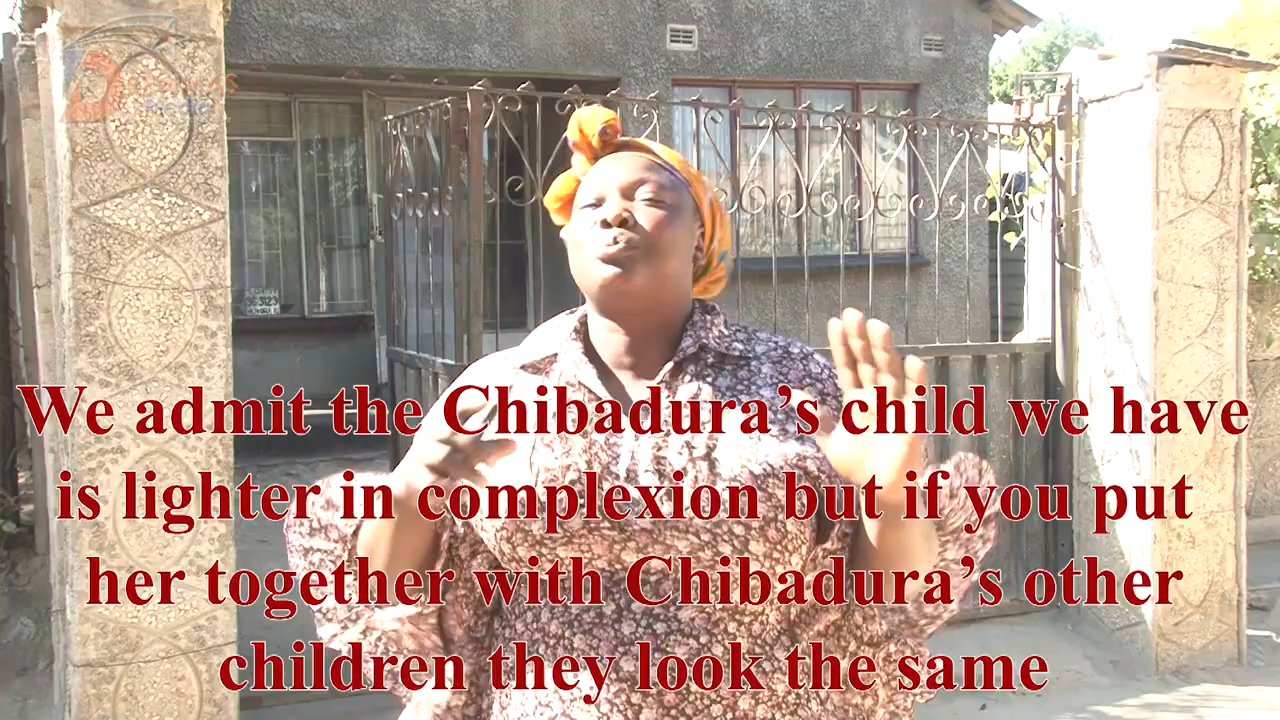 Media
We admit the Chibadura's child we have
is lighter in complexion but if you put
her together with Chibadura's other
children they look the same